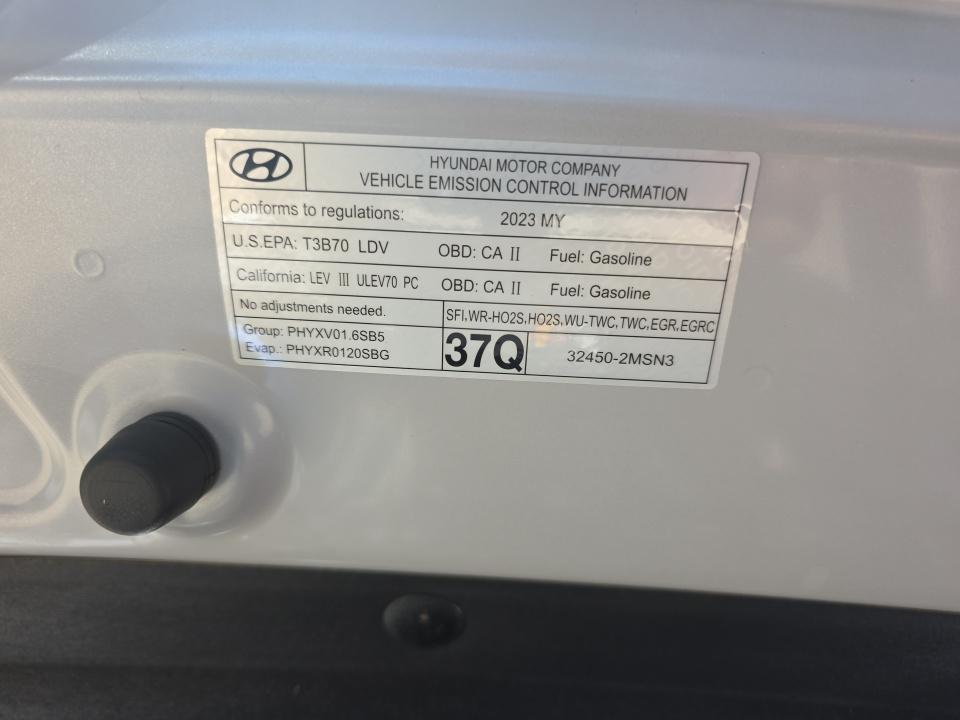 HYUNDAI MOTOR COMPANY
VEHICLE EMISSION CONTROL INFORMATION
Conforms to regulations: 2023 MY
U.S.EPA: T3B70 LDV OBD: CA II Fuel: Gasoline
California: LEV III ULEV70 PC OBD: CA II Fuel: Gasoline
No adjustments needed. SFI,WR-HO2S,HO2S,WU-TWC,TWC,EGR,EGRC
Group: PHYXV01.6SB5
Evap.: PHYXR0120SBG
37Q 32450-2MSN3